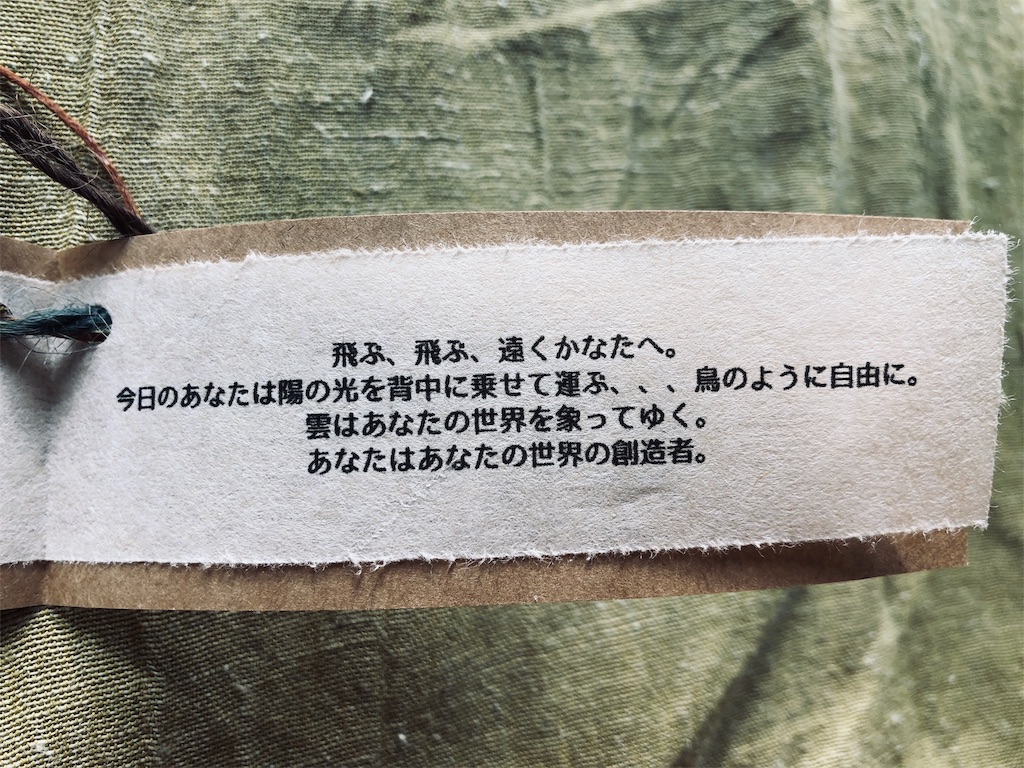 飛ぶ、飛ぶ、遠くかなたへ。
今日のあなたは陽の光を背中に乗せて運ぶ、、、鳥のように自由に。
雲はあなたの世界を象ってゆく。
あなたはあなたの世界の創造者。